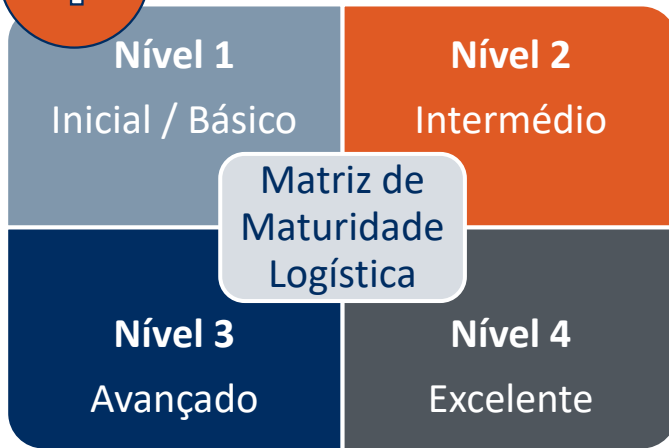 Nível 1
Inicial / Básico
Nível 2
Intermédio
Matriz de
Maturidade
Logística
Nível 3
Avançado
Nível 4
Excelente